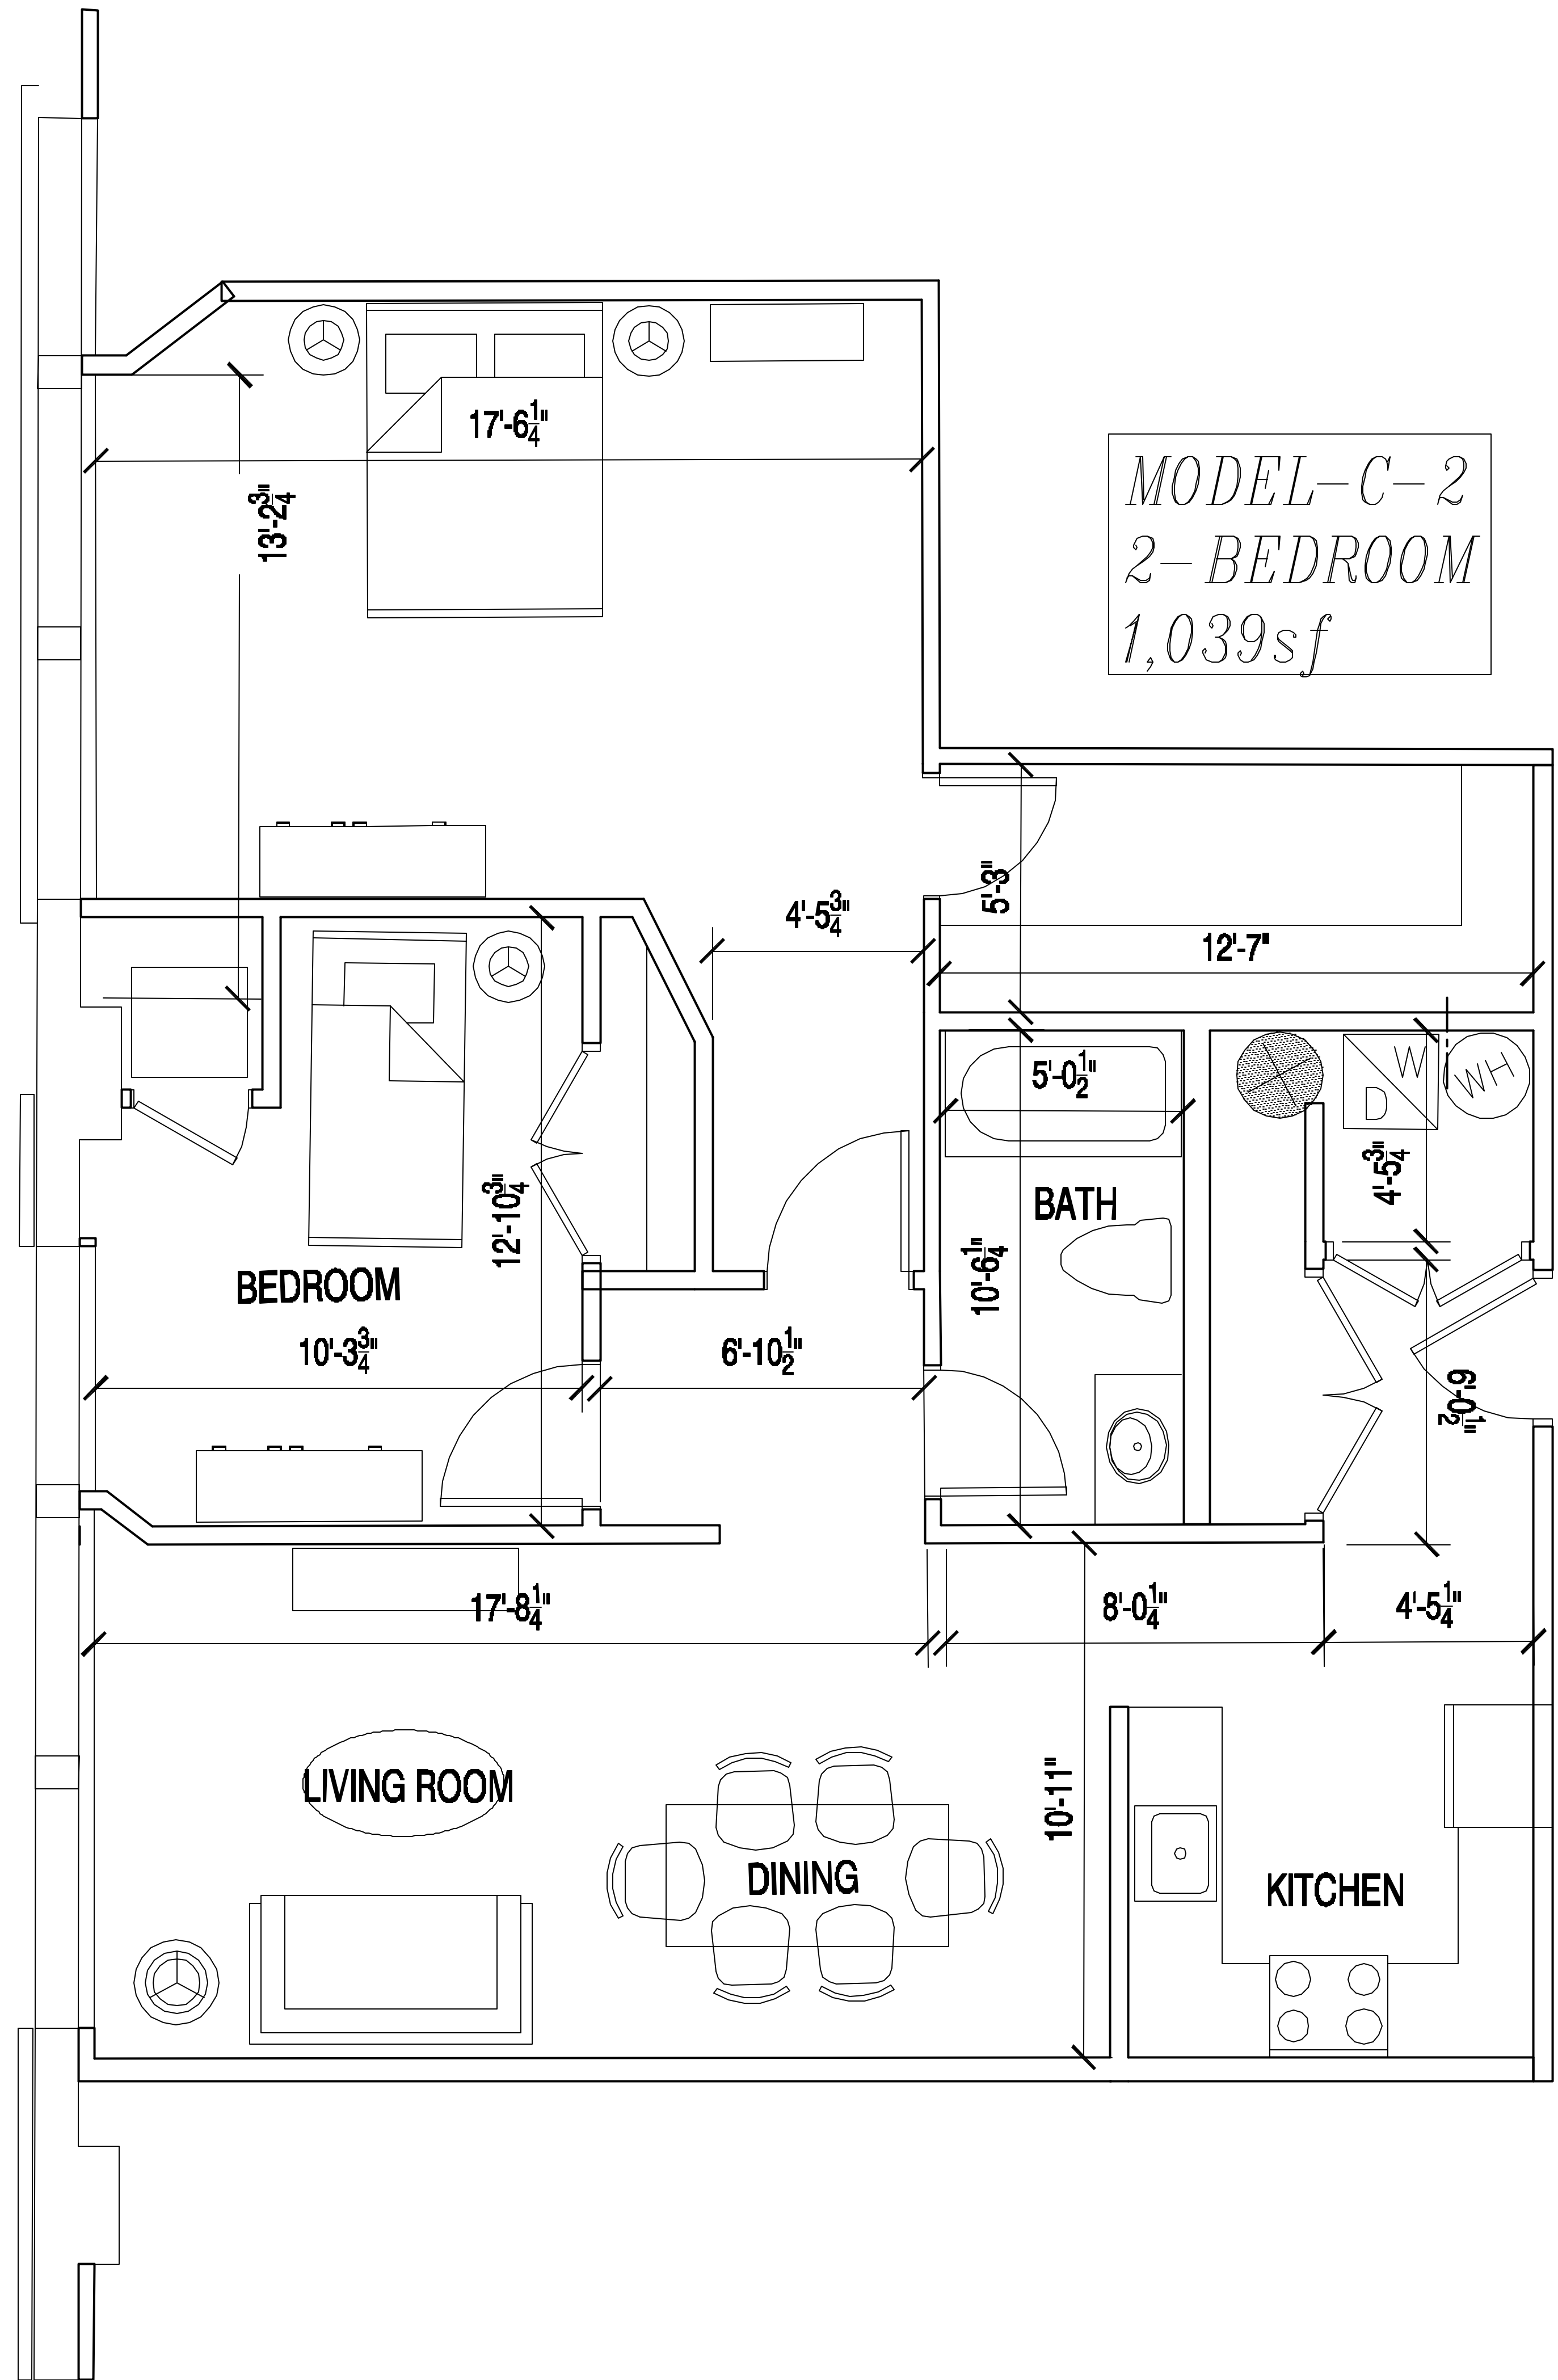 17'-6 1/4"
13'-2 3/4"
MODEL-C-2
2-BEDROOM
1,039sf
4'-5 3/4"
5'-3"
12'-7"
5'-0 1/2"
W
D
WH
4'-5 3/4"
12'-10 3/4"
BATH
10'-6 1/4"
BEDROOM
10'-3 3/4"
6'-10 1/2"
6'-0 1/2"
17'-8 1/4"
8'-0 1/4"
4'-5 1/4"
LIVING ROOM
10'-11"
DINING
KITCHEN